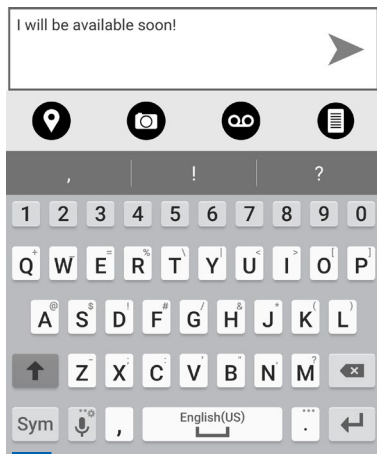 I will be available soon!
, ! ?
1 2 3 4 5 6 7 8 9 0
+ _ = % \ | < > [ ]
Q W E R T Y U I O P
@ $ ! # / & * ( )
A S D F G H J K L
- ; : ' " , ?
Z X C V B N M
Sym , English(US) .